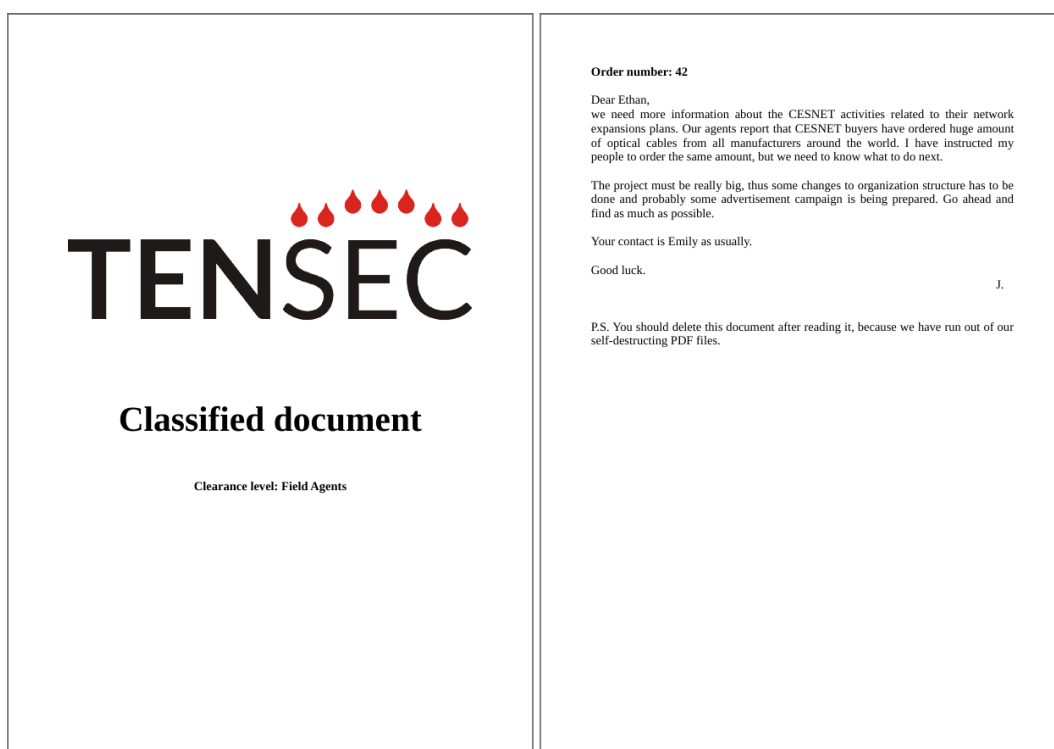 TENSEC
Classified document
Clearance level: Field Agents
Order number: 42
Dear Ethan,
we need more information about the CESNET activities related to their network
expansions plans. Our agents report that CESNET buyers have ordered huge amount
of optical cables from all manufacturers around the world. I have instructed my
people to order the same amount, but we need to know what to do next.
The project must be really big, thus some changes to organization structure has to be
done and probably some advertisement campaign is being prepared. Go ahead and
find as much as possible.
Your contact is Emily as usually.
Good luck.
J.
P.S. You should delete this document after reading it, because we have run out of our
self-destructing PDF files.